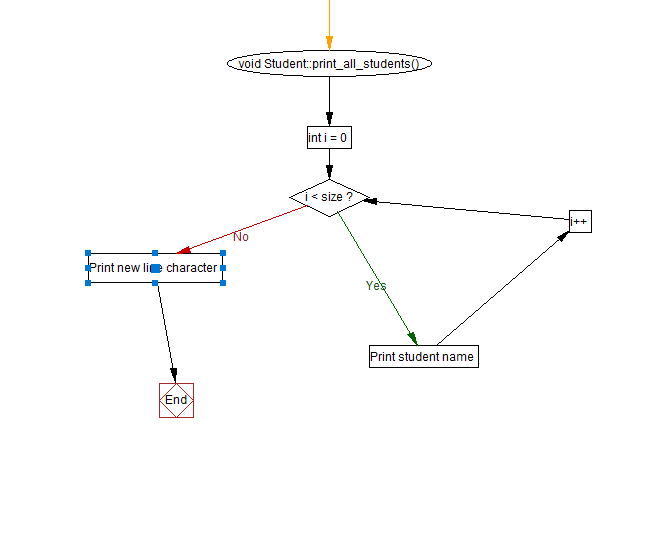 void Student::print_all_students()
int i = 0
i < size ?
i++
No
Print new line character
Yes
Print student name
End